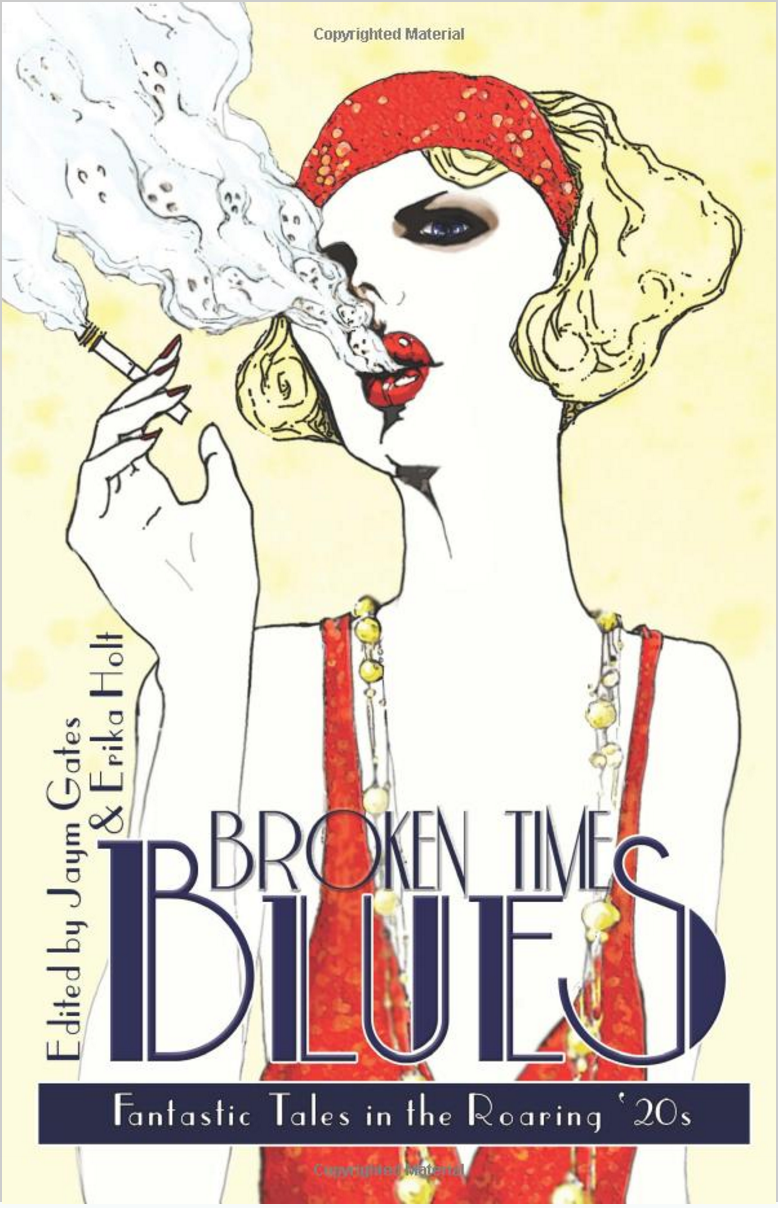 Copyrighted Material
Edited by Jaym Gates
& Erika Holt
BROKEN TIME
BLUES
Fantastic Tales in the Roaring '20s
Copyrighted Material